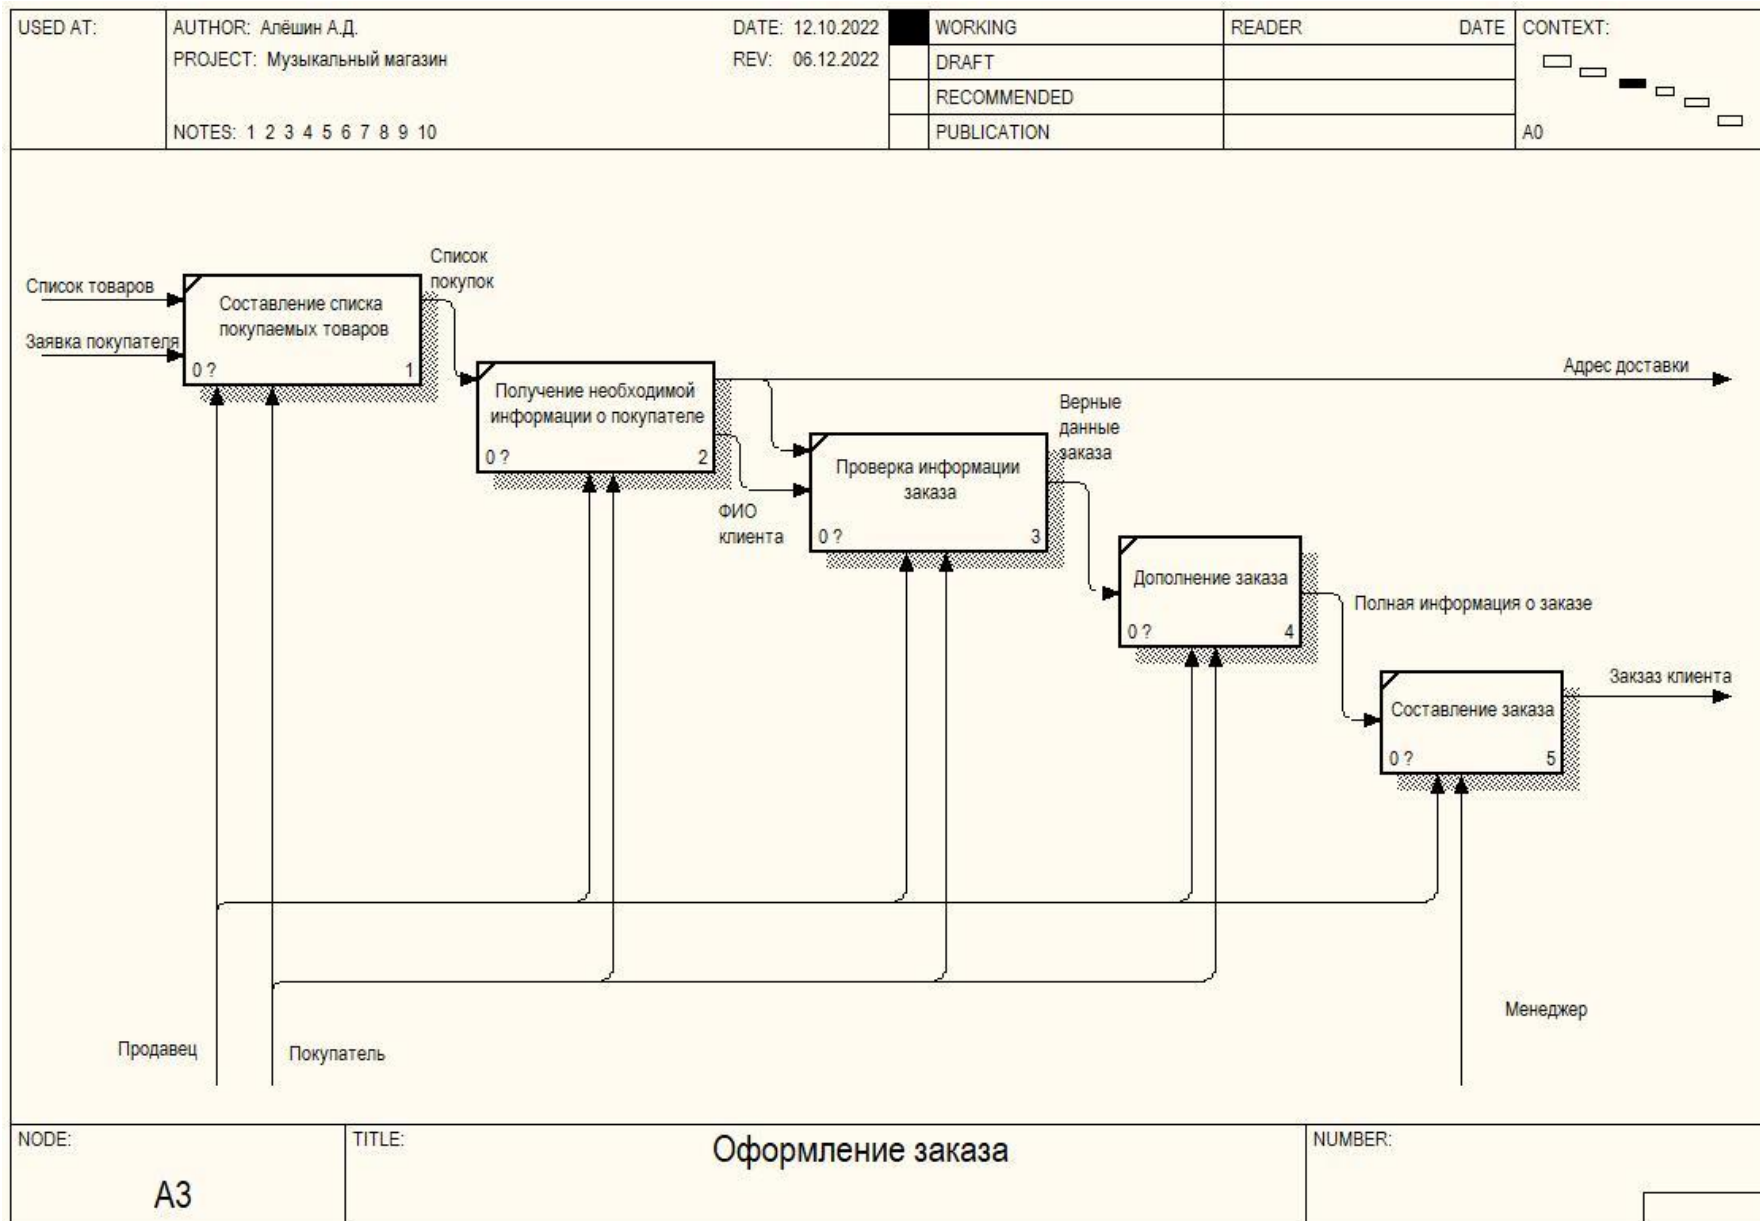 USED AT:
AUTHOR: Алёшин А.Д.
DATE: 12.10.2022
PROJECT: Музыкальный магазин
REV: 06.12.2022
NOTES: 1 2 3 4 5 6 7 8 9 10
WORKING
DRAFT
RECOMMENDED
PUBLICATION
READER
DATE
CONTEXT:
A0
Список товаров
Заявка покупателя
Составление списка
покупаемых товаров
0 ?
1
Список
покупок
Получение необходимой
информации о покупателе
0 ?
2
Адрес доставки
ФИО
клиента
Проверка информации
заказа
0 ?
3
Верные
данные
заказа
Дополнение заказа
0 ?
4
Полная информация о заказе
Составление заказа
0 ?
5
Закзаз клиента
Продавец
Покупатель
Менеджер
NODE:
A3
TITLE:
Оформление заказа
NUMBER: